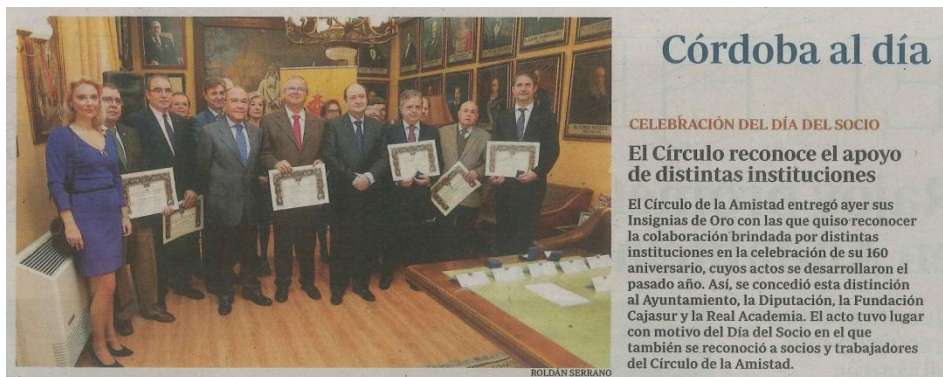 Córdoba al día
CELEBRACIÓN DEL DÍA DEL SOCIO
El Círculo reconoce el apoyo
de distintas instituciones
El Círculo de la Amistad entregó ayer sus
Insignias de Oro con las que quiso reconocer
la colaboración brindada por distintas
instituciones en la celebración de su 160
aniversario, cuyos actos se desarrollaron el
pasado año. Así, se concedió esta distinción
al Ayuntamiento, la Diputación, la Fundación
Cajasur y la Real Academia. El acto tuvo lugar
con motivo del Día del Socio en el que
también se reconoció a socios y trabajadores
del Círculo de la Amistad.
ROLDÁN SERRANO